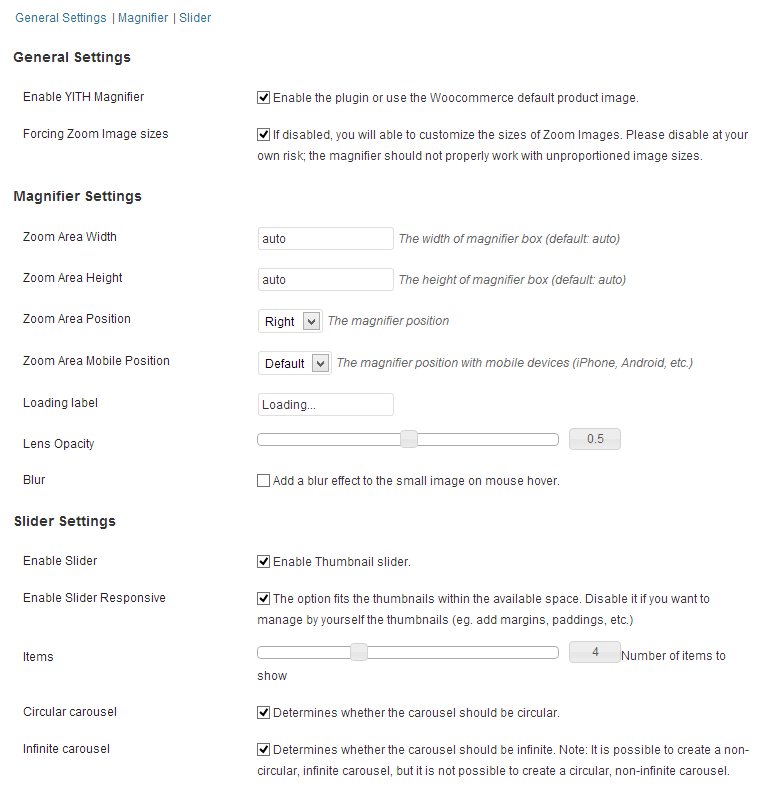 General Settings | Magnifier | Slider
General Settings
Enable YITH Magnifier
Enable the plugin or use the Woocommerce default product image.
Forcing Zoom Image sizes
If disabled, you will able to customize the sizes of Zoom Images. Please disable at your
own risk; the magnifier should not properly work with unproportioned image sizes.
Magnifier Settings
Zoom Area Width
auto The width of magnifier box (default: auto)
Zoom Area Height
auto The height of magnifier box (default: auto)
Zoom Area Position
Right The magnifier position
Zoom Area Mobile Position
Default The magnifier position with mobile devices (iPhone, Android, etc.)
Loading label
Loading...
Lens Opacity
0.5
Blur
Add a blur effect to the small image on mouse hover.
Slider Settings
Enable Slider
Enable Thumbnail slider.
Enable Slider Responsive
The option fits the thumbnails within the available space. Disable it if you want to
manage by yourself the thumbnails (eg. add margins, paddings, etc.)
Items
4 Number of items to
show
Circular carousel
Determines whether the carousel should be circular.
Infinite carousel
Determines whether the carousel should be infinite. Note: It is possible to create a non-
circular, infinite carousel, but it is not possible to create a circular, non-infinite carousel.